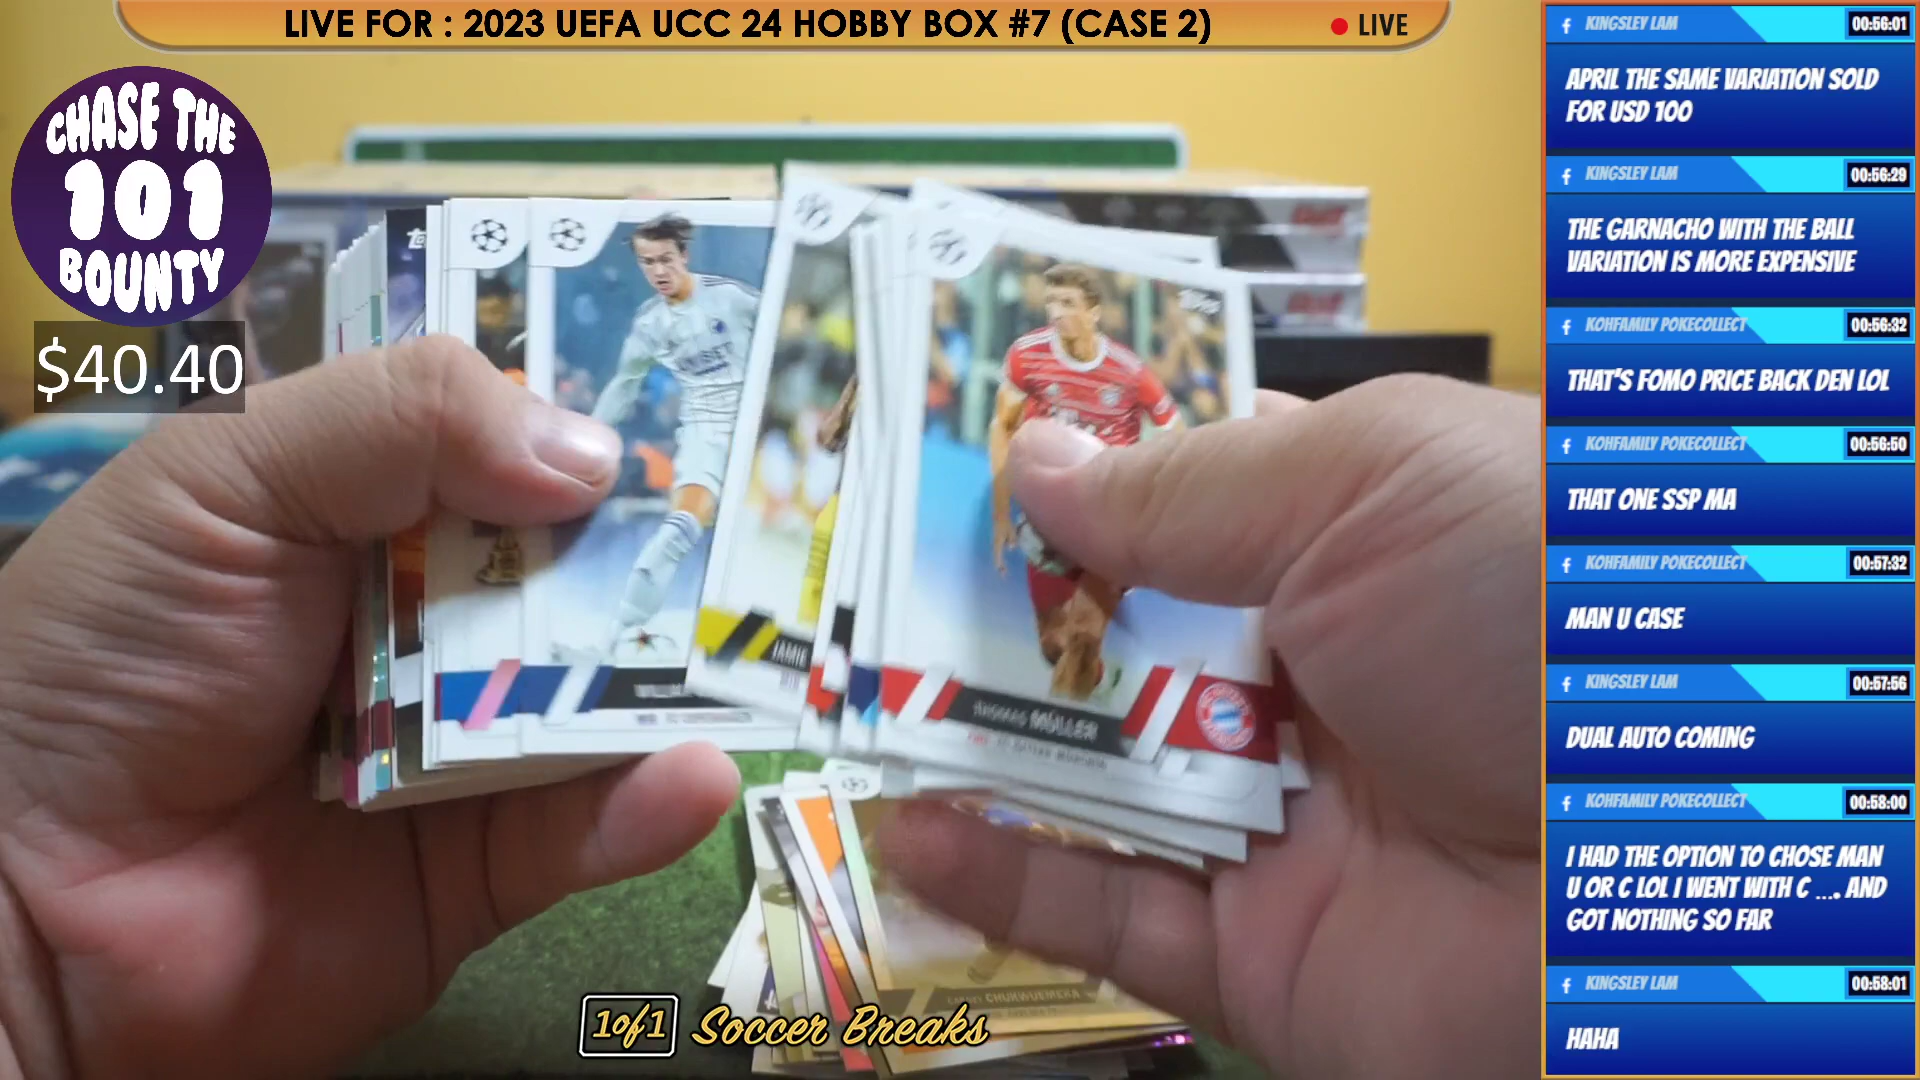 LIVE FOR : 2023 UEFA UCC 24 HOBBY BOX #7 (CASE 2)
LIVE
CHASE THE
101
BOUNTY
$40.40
JAMIE
THOMAS MÜLLER
CHUKWUEMEKA
1of1 Soccer Breaks
KINGSLEY LAM 00:56:01
APRIL THE SAME VARIATION SOLD
FOR USD 100
KINGSLEY LAM 00:56:29
THE GARNACHO WITH THE BALL
VARIATION IS MORE EXPENSIVE
KOHFAMILY POKECOLLECT 00:56:32
THAT'S FOMO PRICE BACK DEN LOL
KOHFAMILY POKECOLLECT 00:56:50
THAT ONE SSP MA
KOHFAMILY POKECOLLECT 00:57:32
MAN U CASE
KINGSLEY LAM 00:57:56
DUAL AUTO COMING
KOHFAMILY POKECOLLECT 00:58:00
I HAD THE OPTION TO CHOSE MAN
U OR C LOL I WENT WITH C .... AND
GOT NOTHING SO FAR
KINGSLEY LAM 00:58:01
HAHA